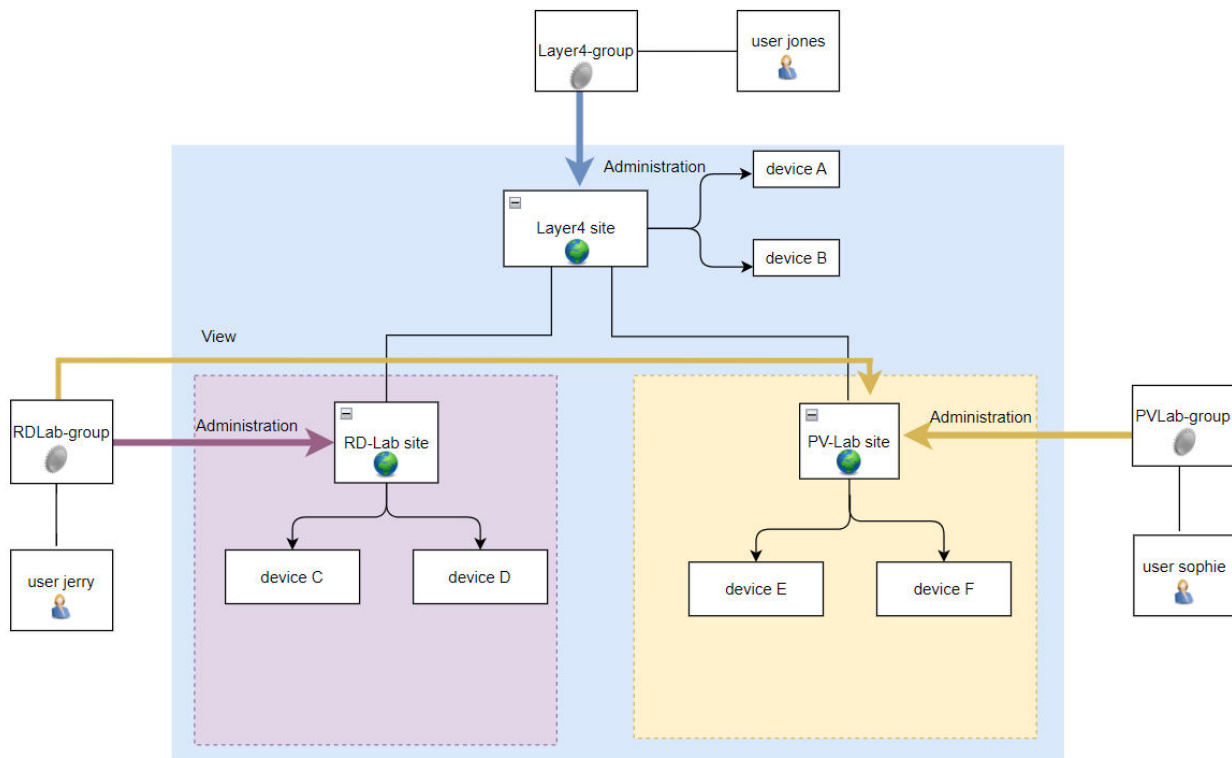 Layer4-group
user jones
Administration
device A
Layer4 site
device B
View
RDLab-group
Administration
RD-Lab site
PV-Lab site
Administration
PVLab-group
device C
device D
device E
device F
user jerry
user sophie